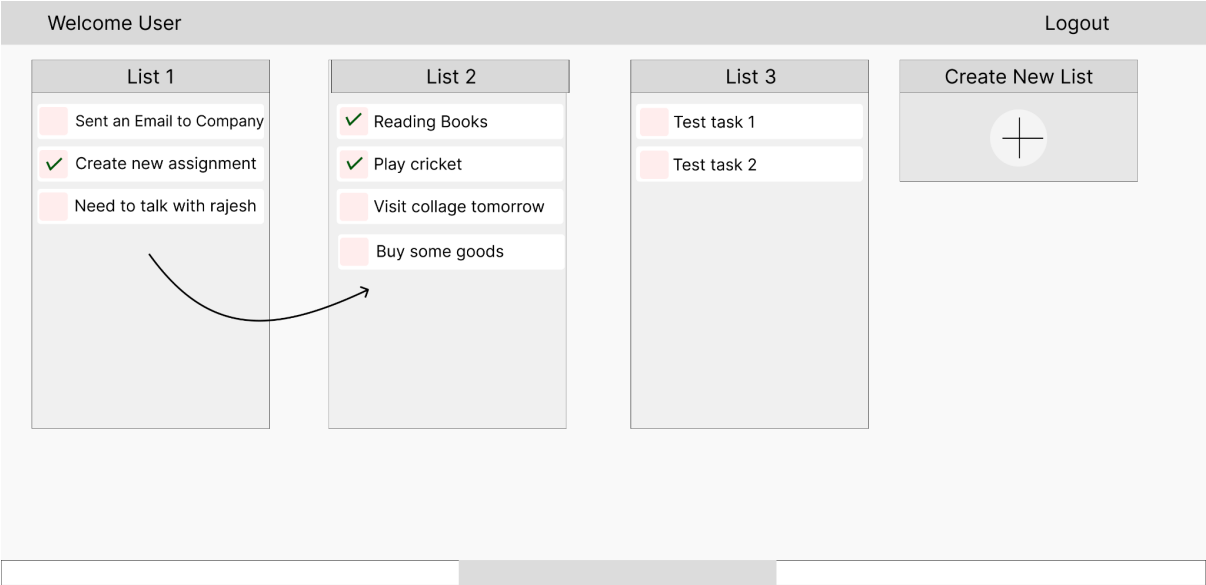 Welcome User
Logout
List 1
Sent an Email to Company
Create new assignment
Need to talk with rajesh
List 2
Reading Books
Play cricket
Visit collage tomorrow
Buy some goods
List 3
Test task 1
Test task 2
Create New List